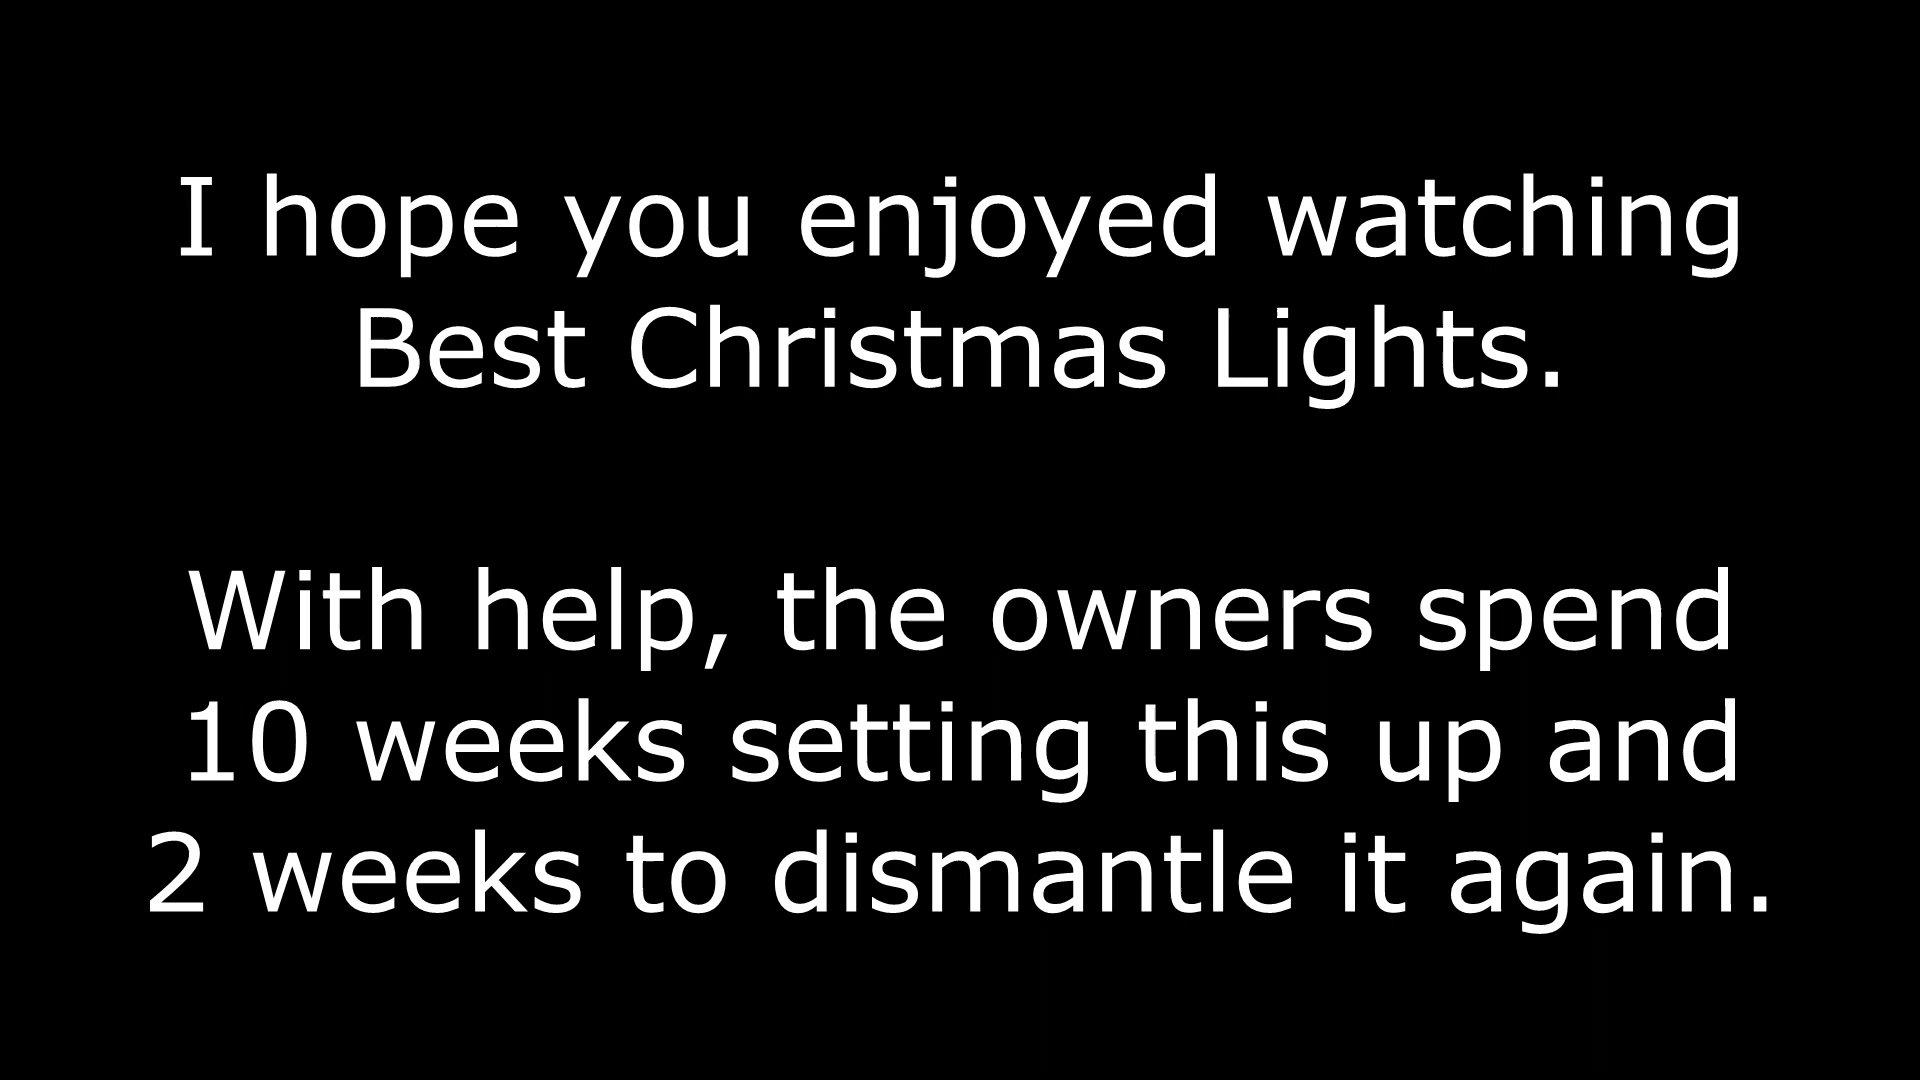 I hope you enjoyed watching
Best Christmas Lights.
With help, the owners spend
10 weeks setting this up and
2 weeks to dismantle it again.